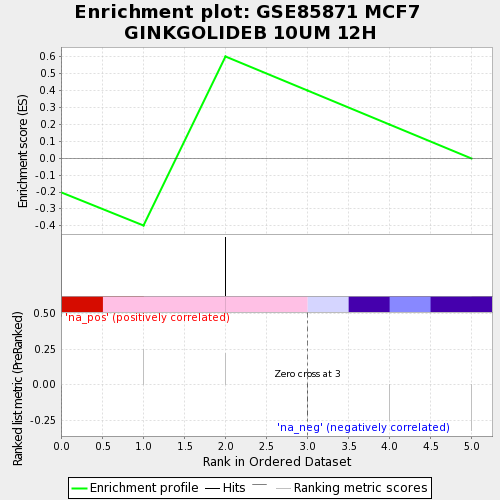 Enrichment plot: GSE85871 MCF7
GINKGOLIDEB 10UM 12H
Enrichment score (ES)
0.6
0.5
0.4
0.3
0.2
0.1
0.0
-0.1
-0.2
-0.3
-0.4
'na_pos' (positively correlated)
Ranked list metric (PreRanked)
0.50
0.25
0.00
-0.25
Zero cross at 3
'na_neg' (negatively correlated)
0.0 0.5 1.0 1.5 2.0 2.5 3.0 3.5 4.0 4.5 5.0
Rank in Ordered Dataset
Enrichment profile Hits Ranking metric scores